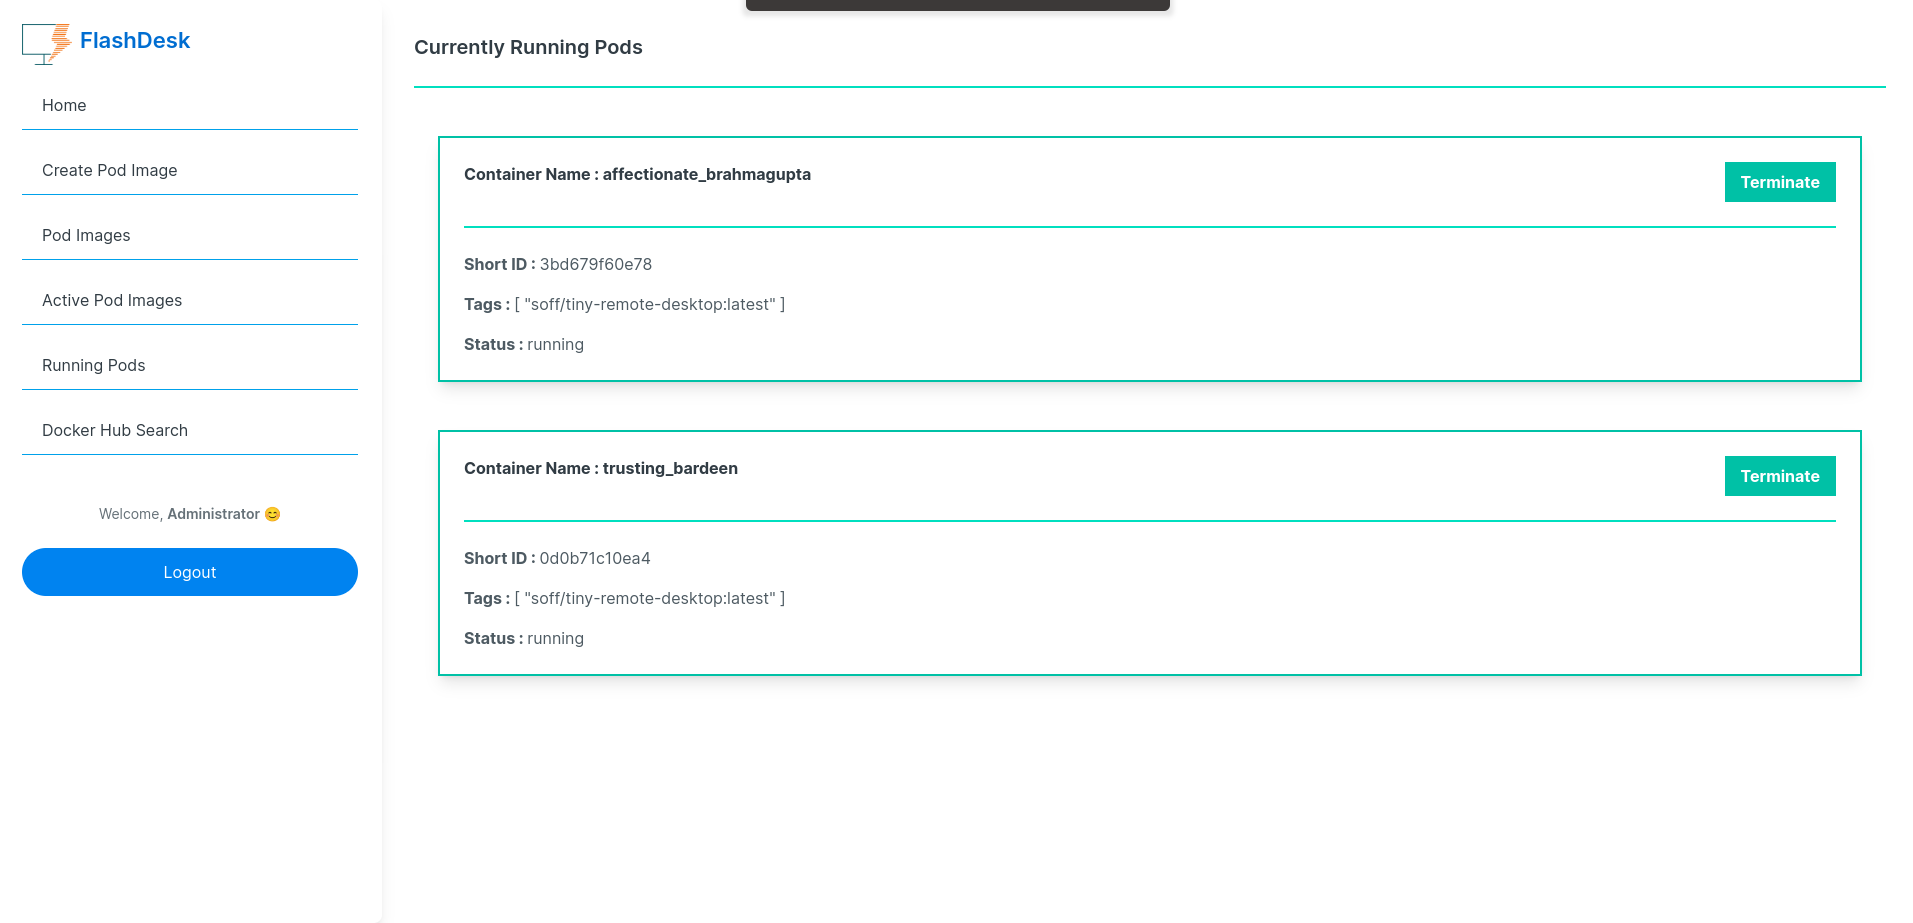 FlashDesk
Home
Create Pod Image
Pod Images
Active Pod Images
Running Pods
Docker Hub Search
Welcome, Administrator 😊
Logout
Currently Running Pods
Container Name : affectionate_brahmagupta
Terminate
Short ID : 3bd679f60e78
Tags : [ "soff/tiny-remote-desktop:latest" ]
Status : running
Container Name : trusting_bardeen
Terminate
Short ID : 0d0b71c10ea4
Tags : [ "soff/tiny-remote-desktop:latest" ]
Status : running